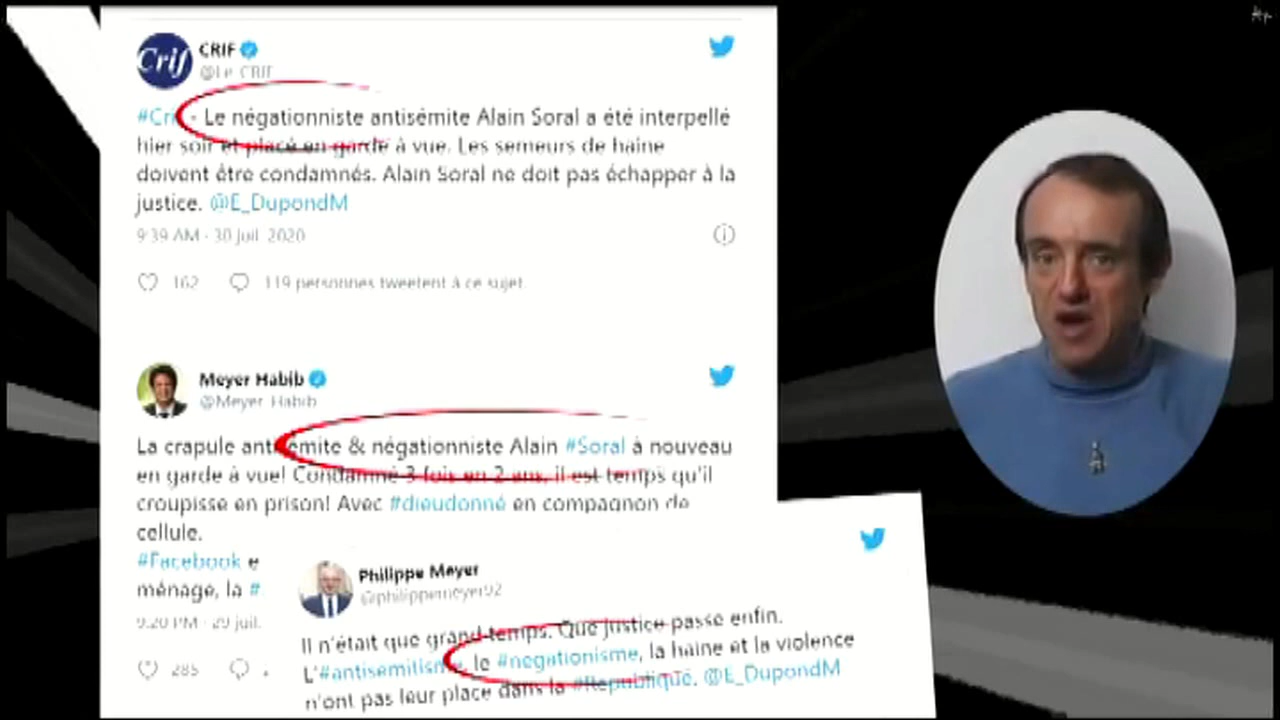 Crif
CRIF
@Le_CRIF
- Le négationniste antisémite Alain Soral a été interpellé
hier soir et placé en garde à vue. Les semeurs de haine
doivent être condamnés. Alain Soral ne doit pas échapper à la
justice. @E_DupondM
9:39 AM · 30 juil. 2020
162 119 personnes tweetent à ce sujet
Meyer Habib
@Meyer_Habib
La crapule antisémite & négationniste Alain #Soral à nouveau
en garde à vue! Condamné 3 fois en 2 ans, il est temps qu'il
croupisse en prison! Avec #dieudonné en compagnon de
cellule.
#Facebook e
ménage, la #
9:20 PM · 29 juil.
285
Philippe Meyer
@philippemeyer92
Il n'était que grand temps. Que justice passe enfin.
L'#antisemitism, le #negationisme, la haine et la violence
n'ont pas leur place dans la #Republique. @E_DupondM